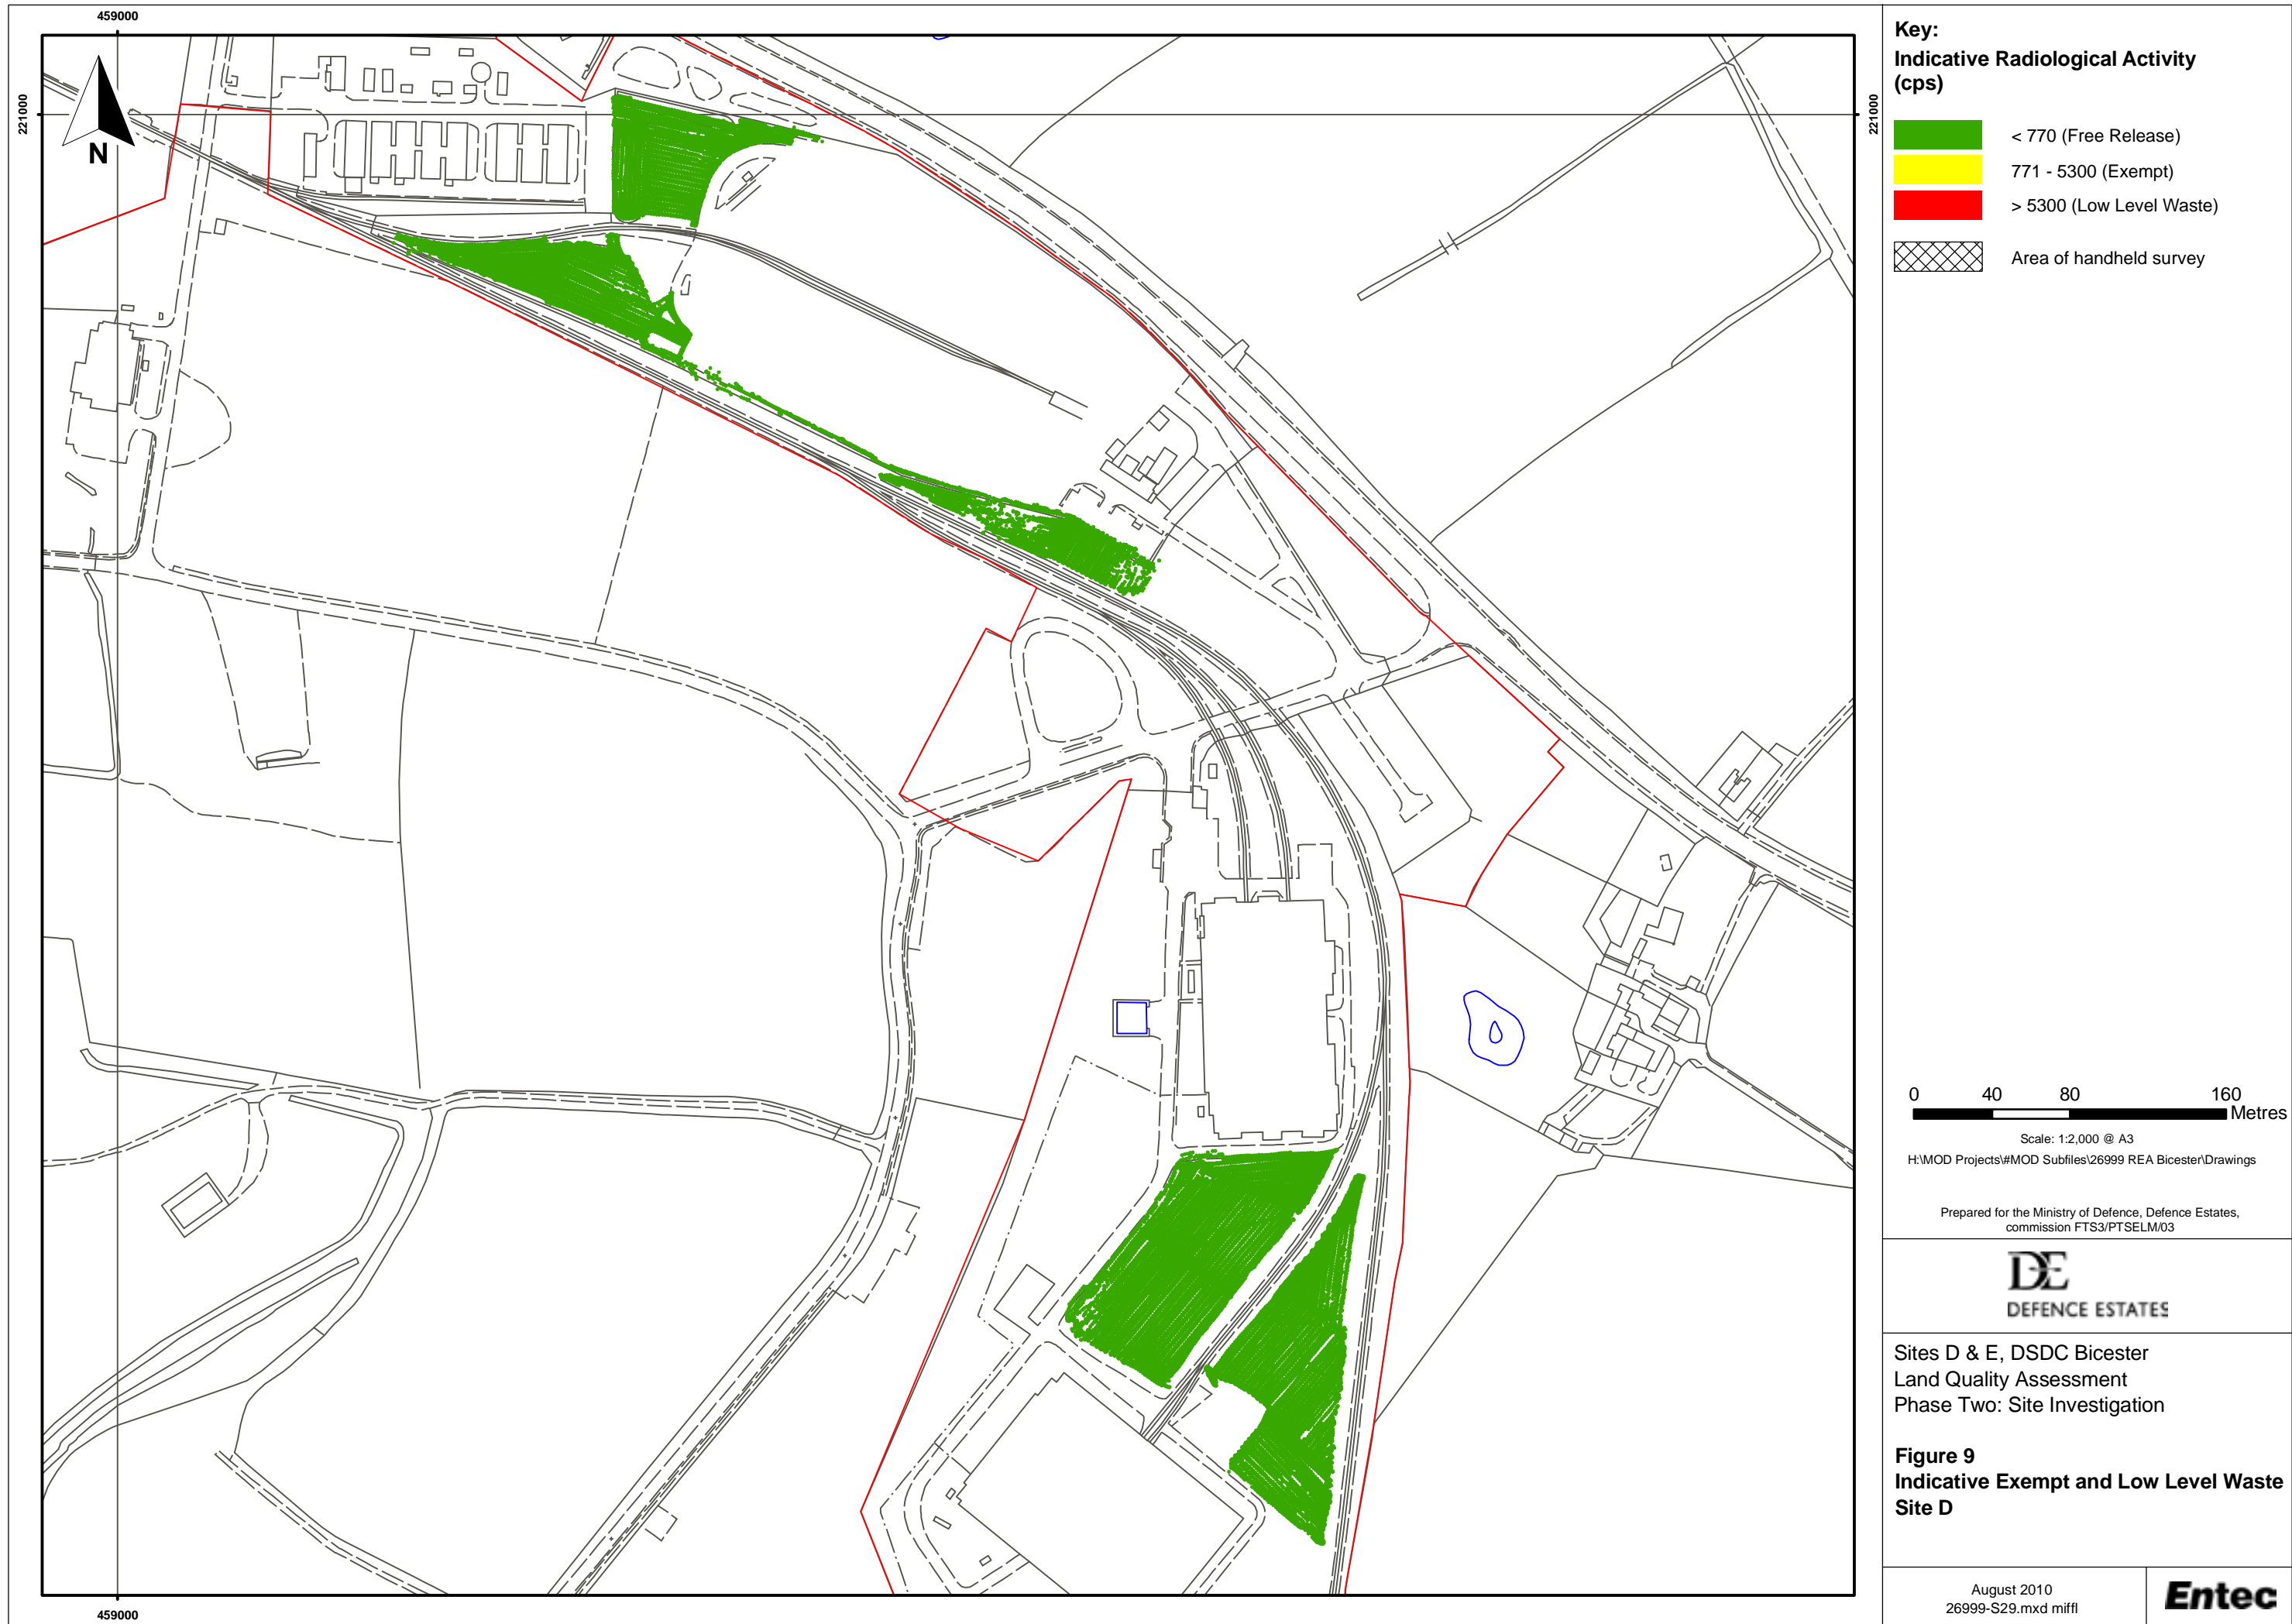 459000
221000
221000
N
459000
Key:
Indicative Radiological Activity
(cps)
< 770 (Free Release)
771 - 5300 (Exempt)
> 5300 (Low Level Waste)
Area of handheld survey
0 40 80 160
Metres
Scale: 1:2,000 @ A3
H:\MOD Projects\#MOD Subfiles\26999 REA Bicester\Drawings
Prepared for the Ministry of Defence, Defence Estates,
commission FTS3/PTSELM/03
DE
DEFENCE ESTATES
Sites D & E, DSDC Bicester
Land Quality Assessment
Phase Two: Site Investigation
Figure 9
Indicative Exempt and Low Level Waste
Site D
August 2010
26999-S29.mxd miffl
Entec